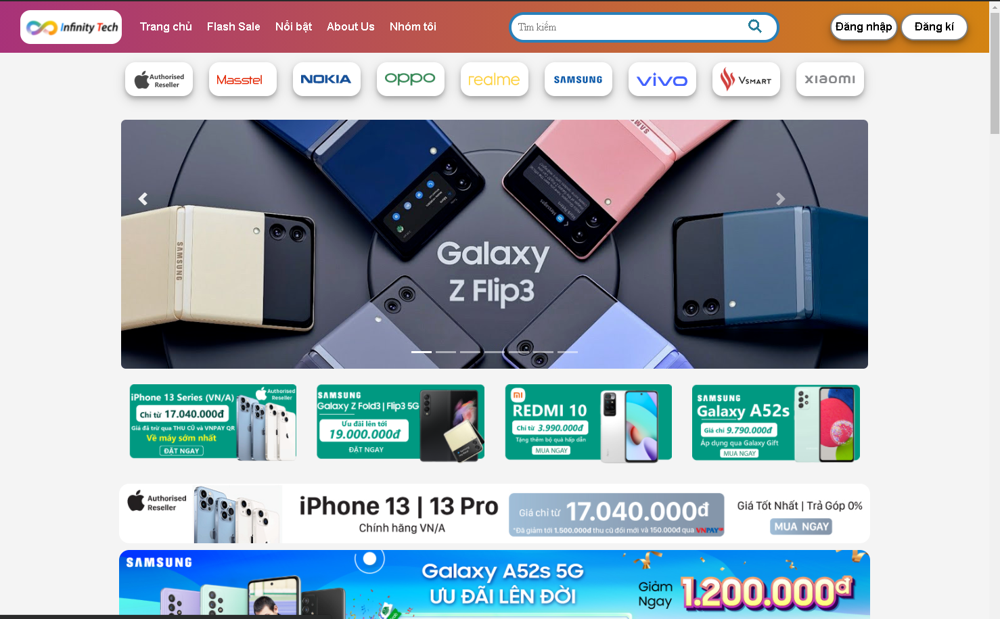 Infinity Tech
Trang chủ Flash Sale Nổi bật About Us Nhóm tôi
Tìm kiếm
Đăng nhập Đăng kí
Authorised
Reseller
Masstel
NOKIA
oppo
realme
SAMSUNG
vivo
VSMART
xiaomi
SAMSUNG
SAMSUNG
Galaxy
Z Flip3
iPhone 13 Series (VN/A)
Authorised
Reseller
Chỉ từ 17.040.000đ
Giá đã trừ qua THU CŨ và VNPAY QR
Về máy sớm nhất
ĐẶT NGAY
SAMSUNG
Galaxy Z Fold3 | Flip3 5G
Ưu đãi lên tới
19.000.000đ
ĐẶT NGAY
REDMI 10
Chỉ từ 3.990.000đ
Tặng thêm bộ quà hấp dẫn
MUA NGAY
SAMSUNG
Galaxy A52s
Giá chỉ 9.790.000đ
Áp dụng qua Galaxy Gift
MUA NGAY
Authorised
Reseller
iPhone 13 | 13 Pro
Chính hãng VN/A
Giá chỉ từ 17.040.000đ
*Đã giảm tới 1.500.000đ thu cũ đổi mới và 150.000đ qua VNPAY
Giá Tốt Nhất | Trả Góp 0%
MUA NGAY
SAMSUNG
Galaxy A52s 5G
ƯU ĐÃI LÊN ĐỜI
Giảm
Ngay 1.200.000đ